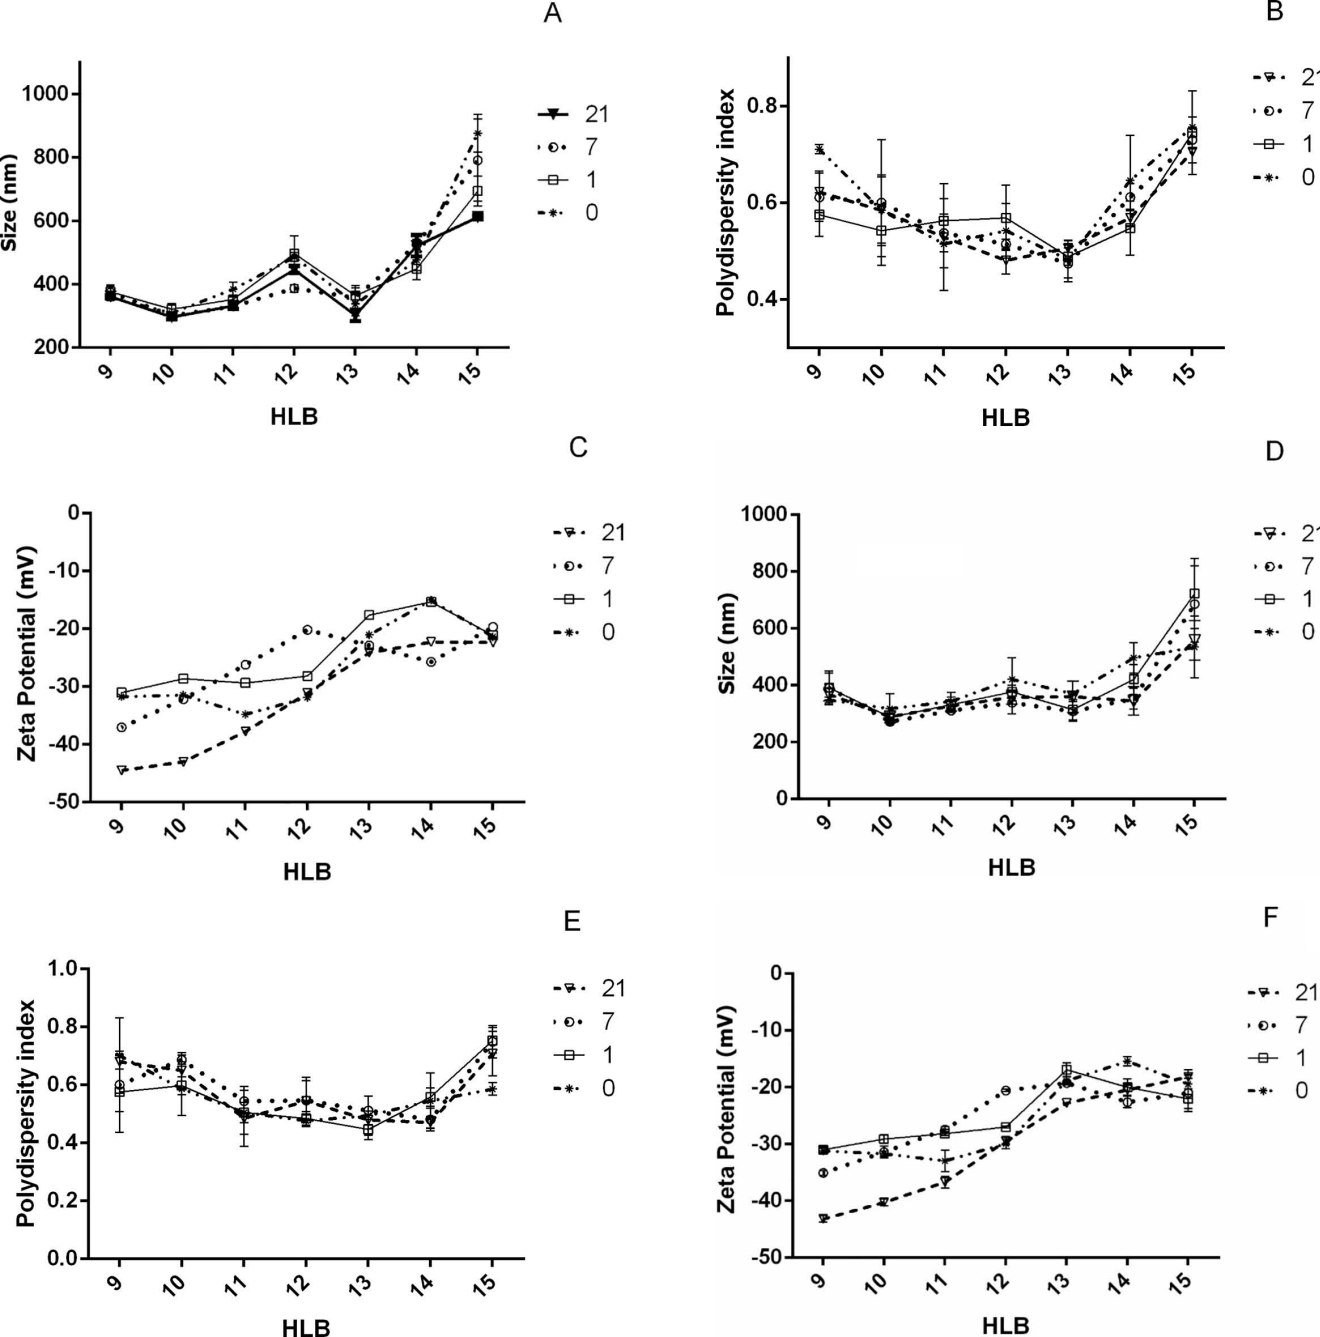 A
1000
800
600
400
200
Size (nm)
9 10 11 12 13 14 15
HLB
21
7
1
0
B
0.8
0.6
0.4
Polydispersity index
9 10 11 12 13 14 15
HLB
21
7
1
0
C
0
-10
-20
-30
-40
-50
Zeta Potential (mV)
9 10 11 12 13 14 15
HLB
21
7
1
0
D
1000
800
600
400
200
0
Size (nm)
9 10 11 12 13 14 15
HLB
21
7
1
0
E
1.0
0.8
0.6
0.4
0.2
0.0
Polydispersity index
9 10 11 12 13 14 15
HLB
21
7
1
0
F
0
-10
-20
-30
-40
-50
Zeta Potential (mV)
9 10 11 12 13 14 15
HLB
21
7
1
0